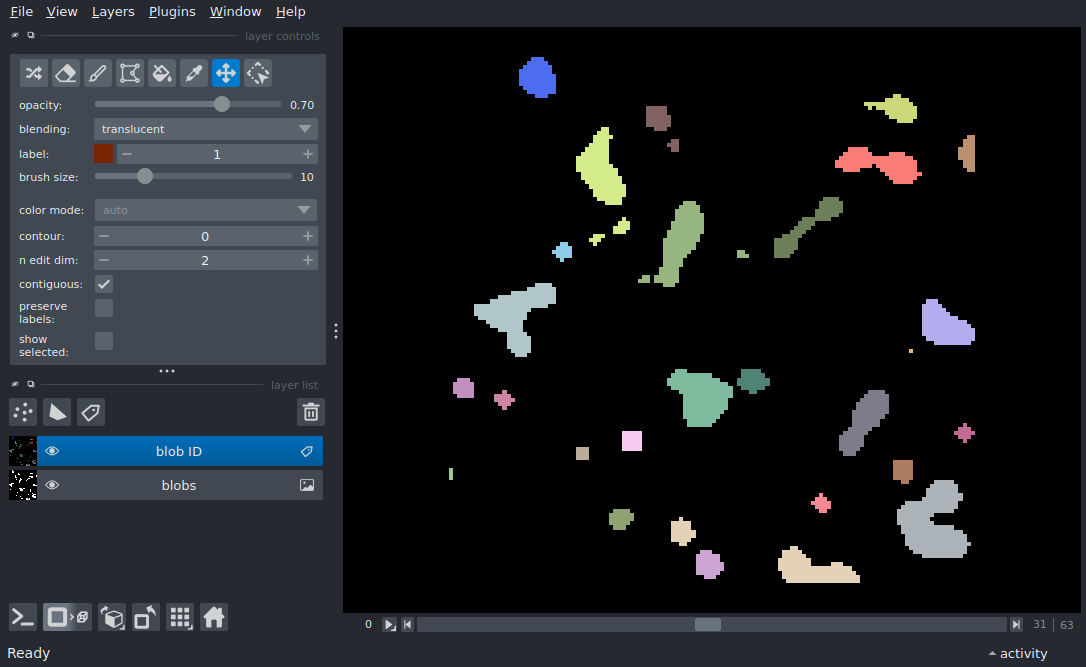 File View Layers Plugins Window Help
layer controls
opacity: 0.70
blending: translucent
label: − 1 +
brush size: 10
color mode: auto
contour: − 0 +
n edit dim: − 2 +
contiguous:
preserve
labels:
show
selected:
layer list
blob ID
blobs
0 31 | 63
Ready activity